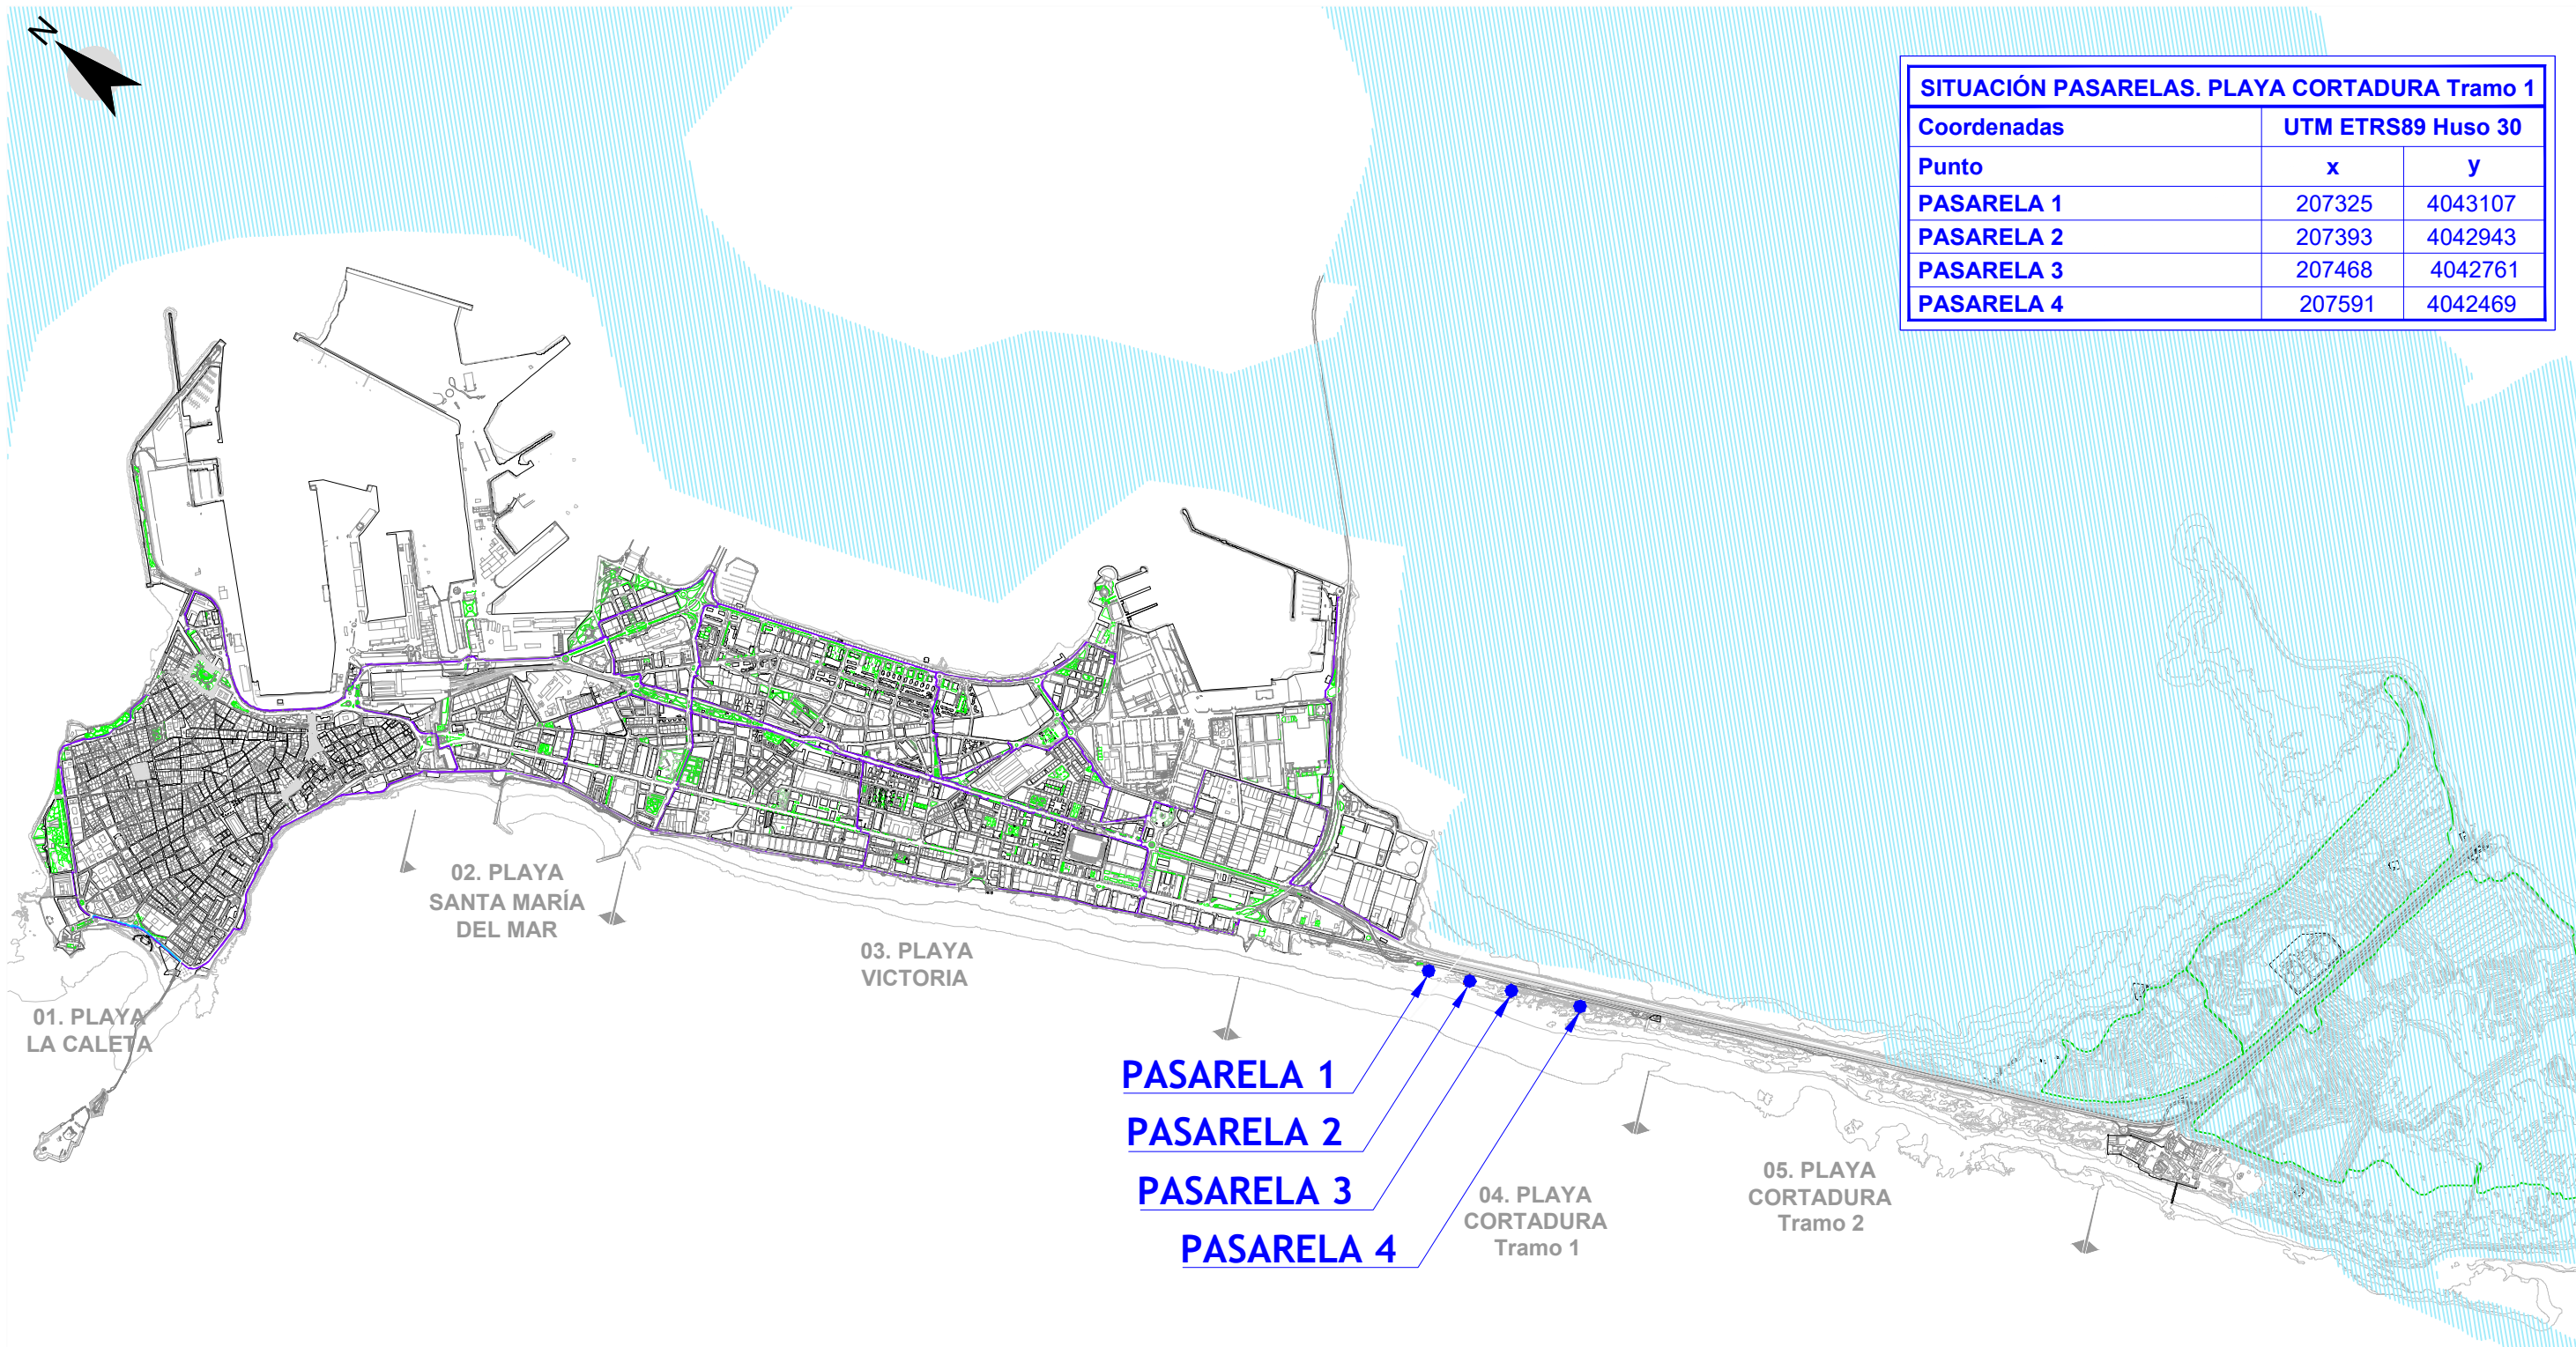 N
SITUACIÓN PASARELAS. PLAYA CORTADURA Tramo 1
Coordenadas UTM ETRS89 Huso 30
Punto x y
PASARELA 1 207325 4043107
PASARELA 2 207393 4042943
PASARELA 3 207468 4042761
PASARELA 4 207591 4042469
02. PLAYA
SANTA MARÍA
DEL MAR
03. PLAYA
VICTORIA
01. PLAYA
LA CALETA
PASARELA 1
PASARELA 2
PASARELA 3
PASARELA 4
04. PLAYA
CORTADURA
Tramo 1
05. PLAYA
CORTADURA
Tramo 2